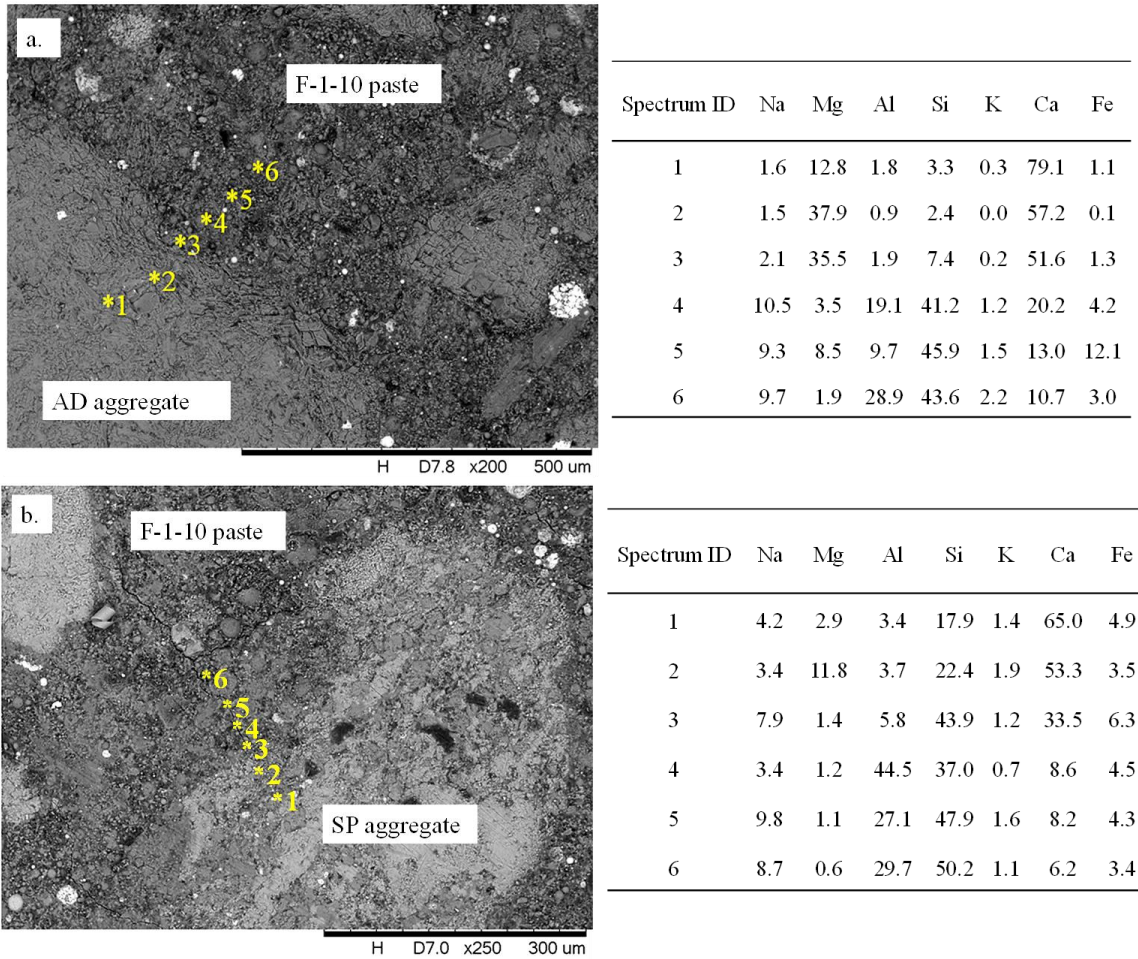 a.
F-1-10 paste
*6
*5
*4
*3
*2
*1
AD aggregate
H D7.8 x200 500 um
Spectrum ID Na Mg Al Si K Ca Fe
1 1.6 12.8 1.8 3.3 0.3 79.1 1.1
2 1.5 37.9 0.9 2.4 0.0 57.2 0.1
3 2.1 35.5 1.9 7.4 0.2 51.6 1.3
4 10.5 3.5 19.1 41.2 1.2 20.2 4.2
5 9.3 8.5 9.7 45.9 1.5 13.0 12.1
6 9.7 1.9 28.9 43.6 2.2 10.7 3.0
b.
F-1-10 paste
*6
*5
*4
*3
*2
*1
SP aggregate
H D7.0 x250 300 um
Spectrum ID Na Mg Al Si K Ca Fe
1 4.2 2.9 3.4 17.9 1.4 65.0 4.9
2 3.4 11.8 3.7 22.4 1.9 53.3 3.5
3 7.9 1.4 5.8 43.9 1.2 33.5 6.3
4 3.4 1.2 44.5 37.0 0.7 8.6 4.5
5 9.8 1.1 27.1 47.9 1.6 8.2 4.3
6 8.7 0.6 29.7 50.2 1.1 6.2 3.4